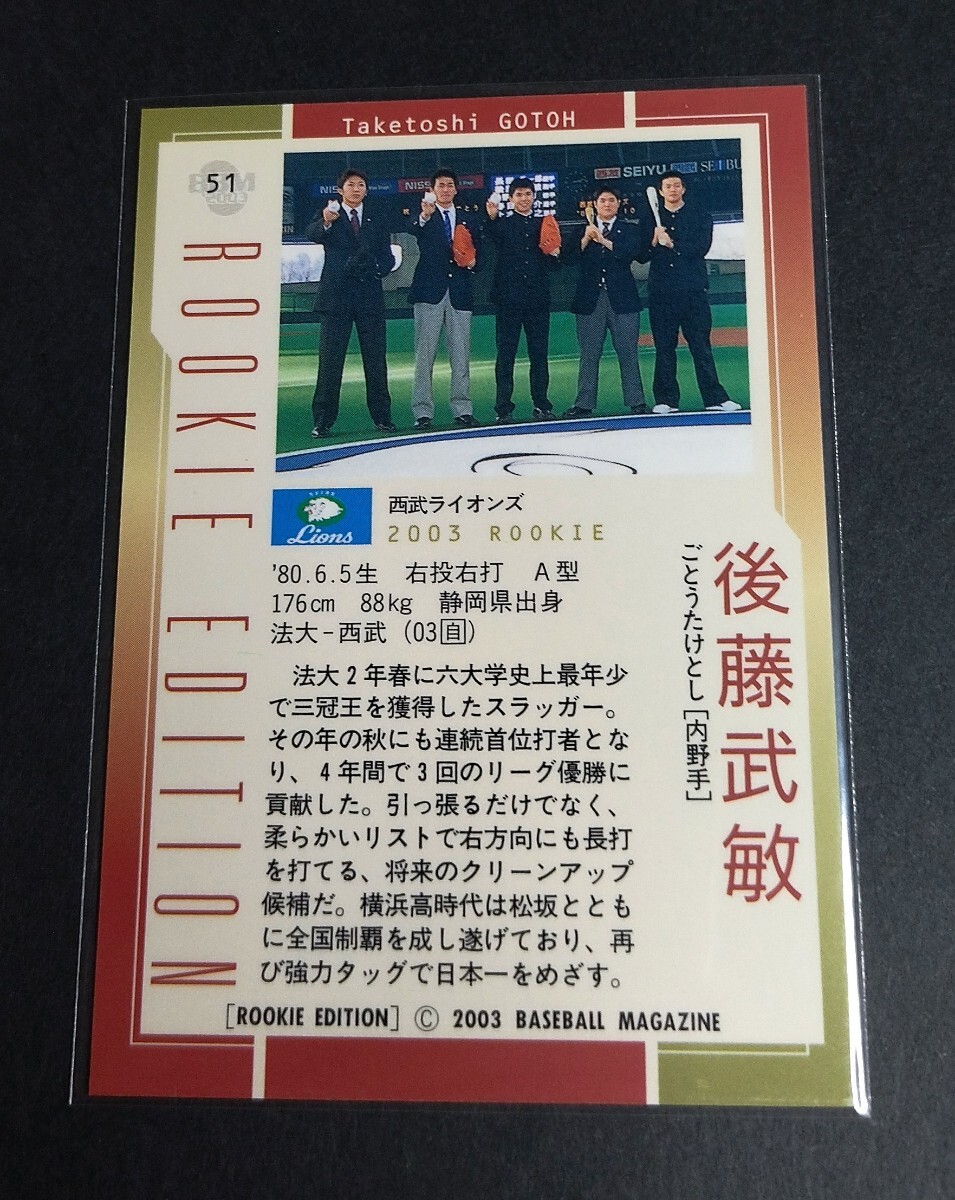 Taketoshi GOTOH
51
ROOKIE EDITION
SEIYU
Lions
西武ライオンズ
2003 ROOKIE
'80.6.5生 右投右打 A型
176cm 88kg 静岡県出身
法大-西武 (03自)
法大2年春に六大学史上最年少
で三冠王を獲得したスラッガー。
その年の秋にも連続首位打者とな
り、4年間で3回のリーグ優勝に
貢献した。引っ張るだけでなく、
柔らかいリストで右方向にも長打
を打てる、将来のクリーンアップ
候補だ。横浜高時代は松坂ととも
に全国制覇を成し遂げており、再
び強力タッグで日本一をめざす。
後藤武敏
ごとうたけとし[内野手]
[ROOKIE EDITION] © 2003 BASEBALL MAGAZINE